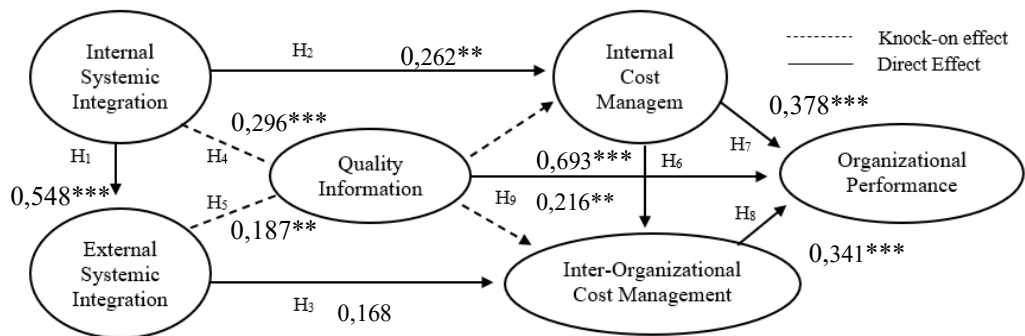 Internal
Systemic
Integration
H2
0,262**
Internal
Cost
Managem
Knock-on effect
Direct Effect
0,296***
H1
H4
Quality
Information
0,693***
H6
0,378***
H7
Organizational
Performance
0,548***
H5
0,187**
H9
0,216**
H8
0,341***
External
Systemic
Integration
H3
0,168
Inter-Organizational
Cost Management